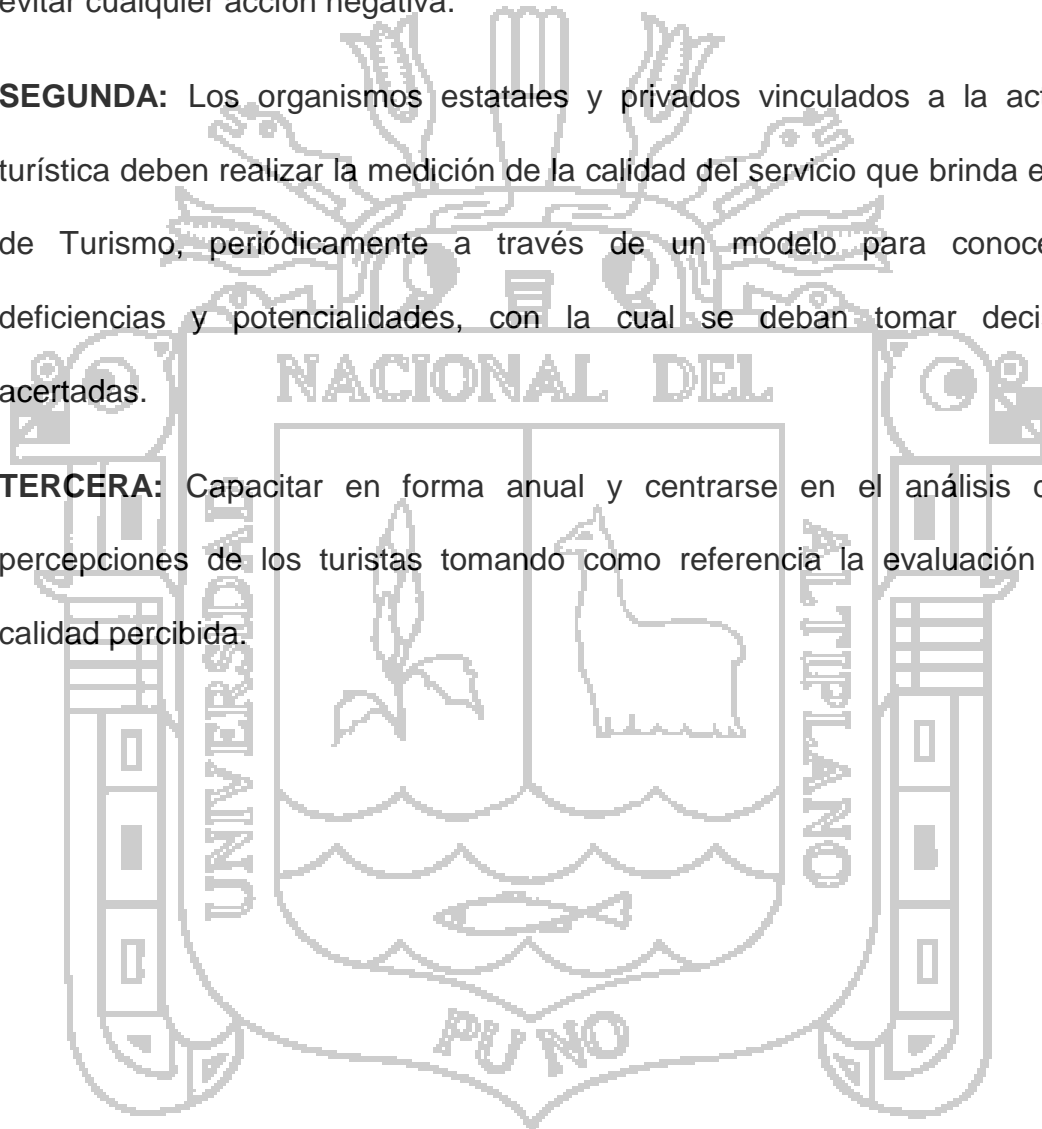 evitar cualquier acción negativa.
SEGUNDA: Los organismos estatales y privados vinculados a la act
turística deben realizar la medición de la calidad del servicio que brinda e
de Turismo, periódicamente a través de un modelo para conoce
deficiencias y potencialidades, con la cual se deban tomar deci
acertadas.
TERCERA: Capacitar en forma anual y centrarse en el análisis d
percepciones de los turistas tomando como referencia la evaluación
calidad percibida.
UNIVERSIDAD
NACIONAL DEL
ALTIPLANO
PUNO